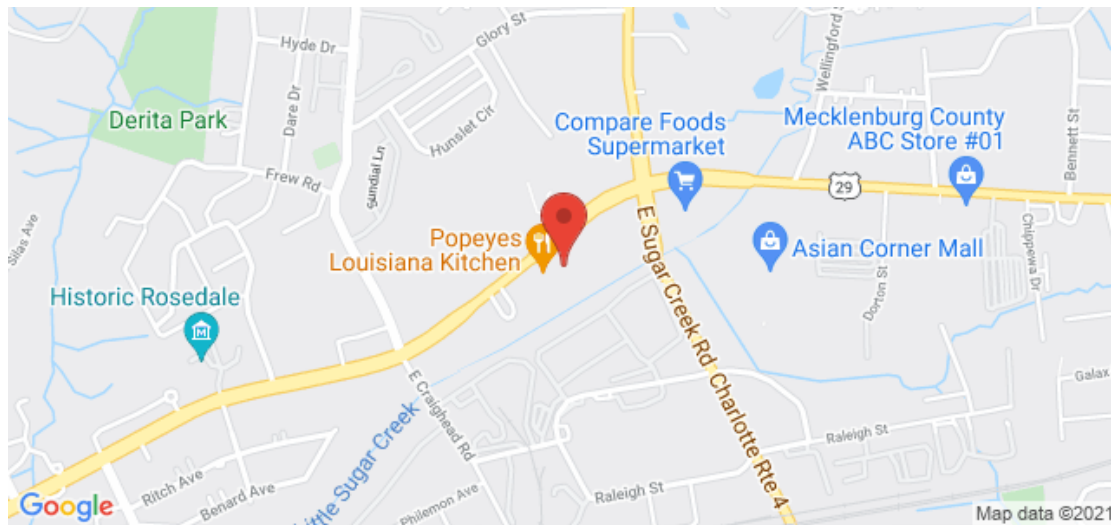 Glory St
Hyde Dr
Wellingford S
Derita Park
Dare Dr
Hunslet Cir
Sundial Ln
Compare Foods
Supermarket
Mecklenburg County
ABC Store #01
Bennett St
Frew Rd
29
Silas Ave
Popeyes
Louisiana Kitchen
E Sugar Creek Rd
Asian Corner Mall
Chippewa Dr
Historic Rosedale
M
Dorton St
E Craighead Rd
Charlotte Rte 4
Galax
Little Sugar Creek
Raleigh St
Ritch Ave
Benard Ave
Philemon Ave
Raleigh St
Google
Map data ©2021